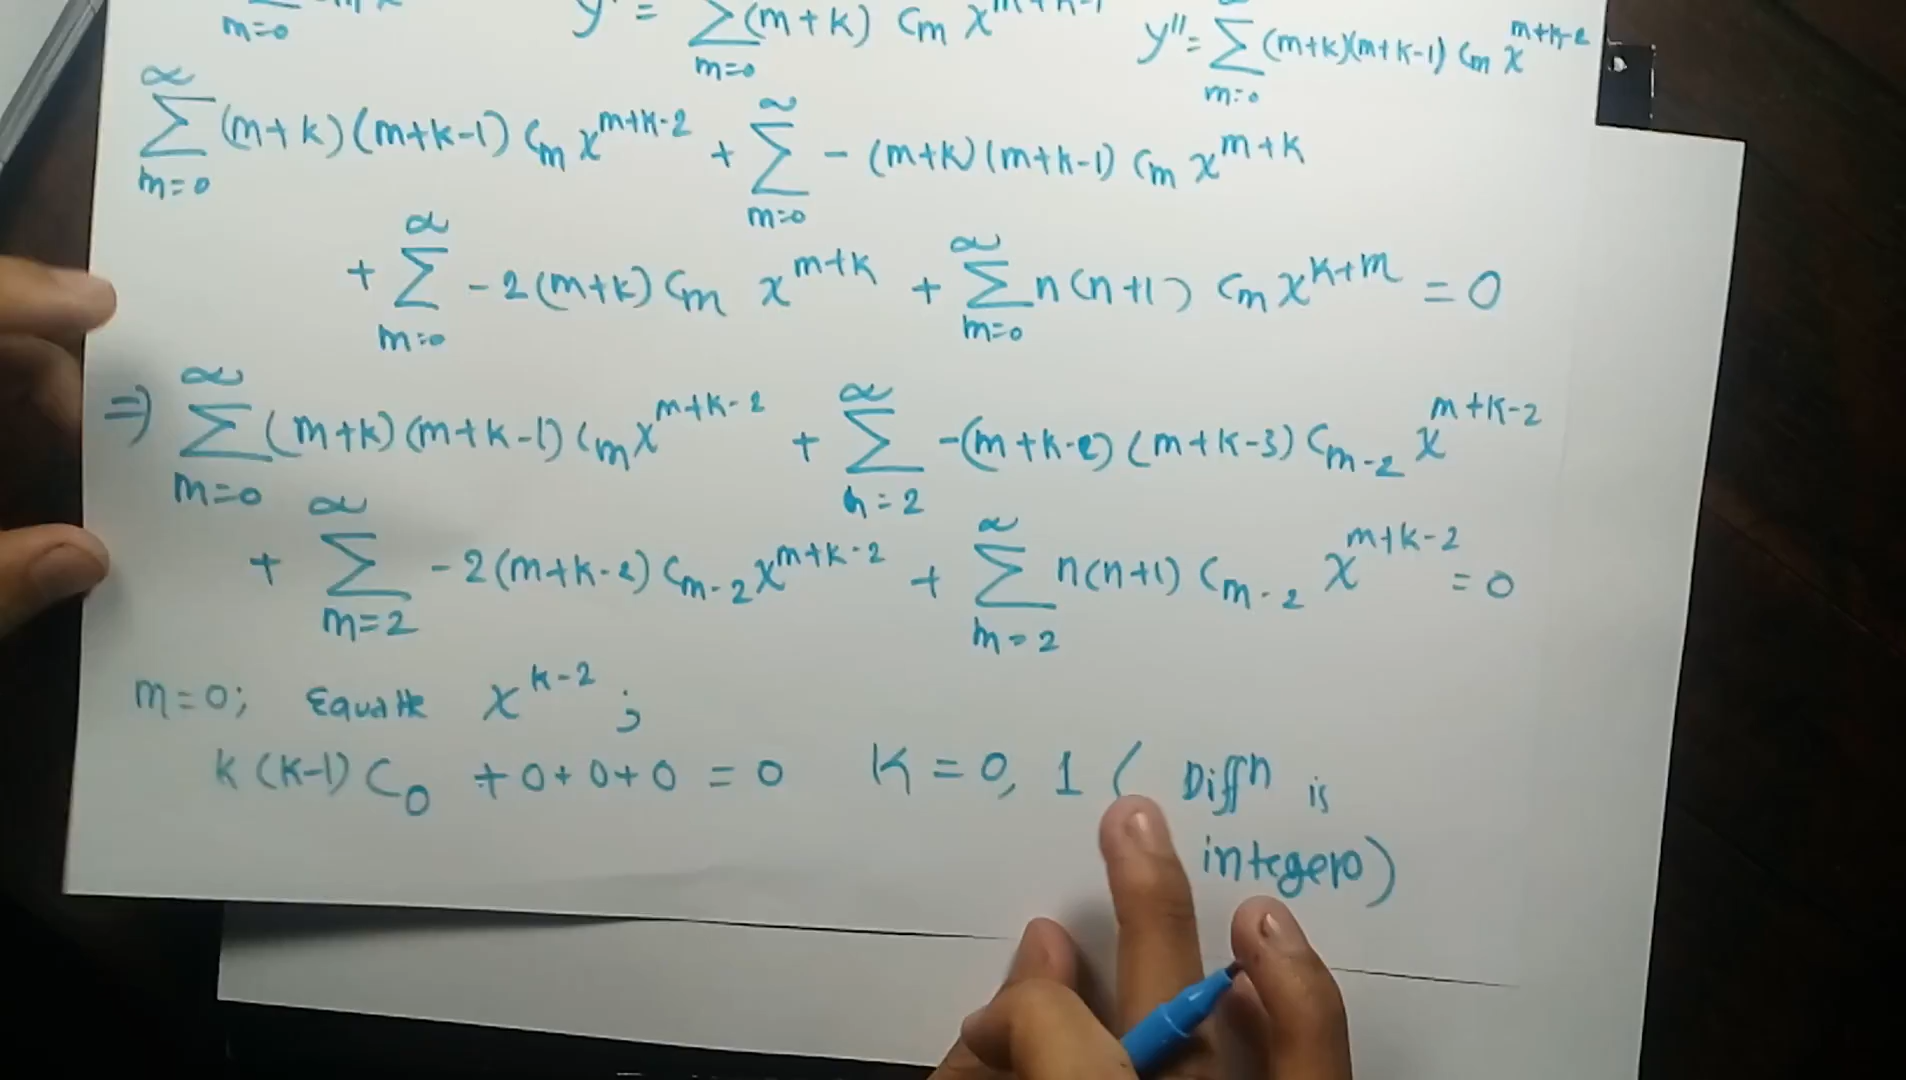 m=0
y' = ∑(m+k) Cm x^m+k-1
m=0
y''= ∑(m+k)(m+k-1) Cm x^m+k-2
m=0
∞∑m=0 (m+k)(m+k-1) Cm x^m+k-2 + ∞∑m=0 - (m+k)(m+k-1) Cm x^m+k
+ ∞∑m=0 -2(m+k) Cm x^m+k + ∞∑m=0 n(n+1) Cm x^k+m = 0
⇒ ∞∑m=0 (m+k)(m+k-1) Cm x^m+k-2 + ∞∑=2 -(m+k-2)(m+k-3) Cm-2 x^m+k-2
+ ∞∑m=2 -2(m+k-2) Cm-2 x^m+k-2 + ∞∑m=2 n(n+1) Cm-2 x^m+k-2 = 0
m=0; Equate x^k-2 ;
k(k-1) C0 + 0+0+0 = 0 K = 0, 1 ( Diffn is
integer)